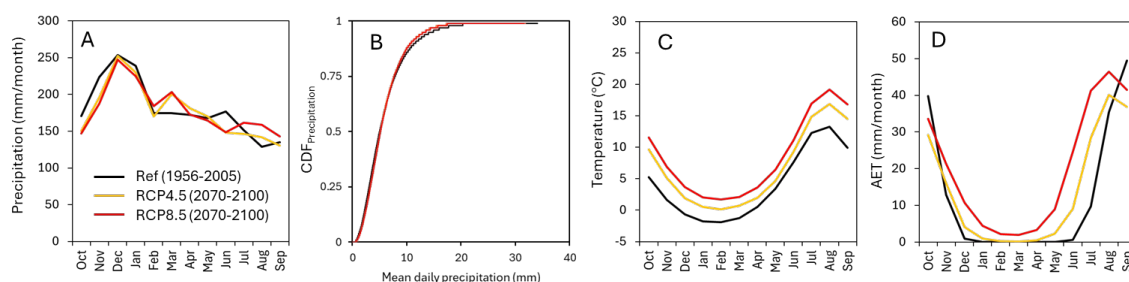 A
Precipitation (mm/month)
300
250
200
150
100
50
0
Ref (1956-2005)
RCP4.5 (2070-2100)
RCP8.5 (2070-2100)
Oct Nov Dec Jan Feb Mar Apr May Jun Jul Aug Sep
B
CDFPrecipitation
1
0.75
0.5
0.25
0
0 10 20 30 40
Mean daily precipitation (mm)
C
Temperature (°C)
30
25
20
15
10
5
0
-5
Oct Nov Dec Jan Feb Mar Apr May Jun Jul Aug Sep
D
AET (mm/month)
60
50
40
30
20
10
0
Oct Nov Dec Jan Feb Mar Apr May Jun Jul Aug Sep